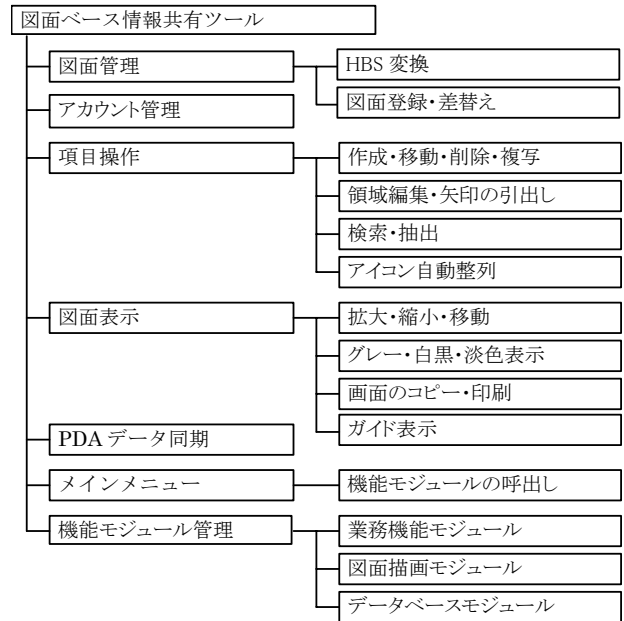 図面ベース情報共有ツール
図面管理
HBS 変換
図面登録・差替え
アカウント管理
項目操作
作成・移動・削除・複写
領域編集・矢印の引出し
検索・抽出
アイコン自動整列
図面表示
拡大・縮小・移動
グレー・白黒・淡色表示
画面のコピー・印刷
ガイド表示
PDA データ同期
メインメニュー
機能モジュールの呼出し
機能モジュール管理
業務機能モジュール
図面描画モジュール
データベースモジュール